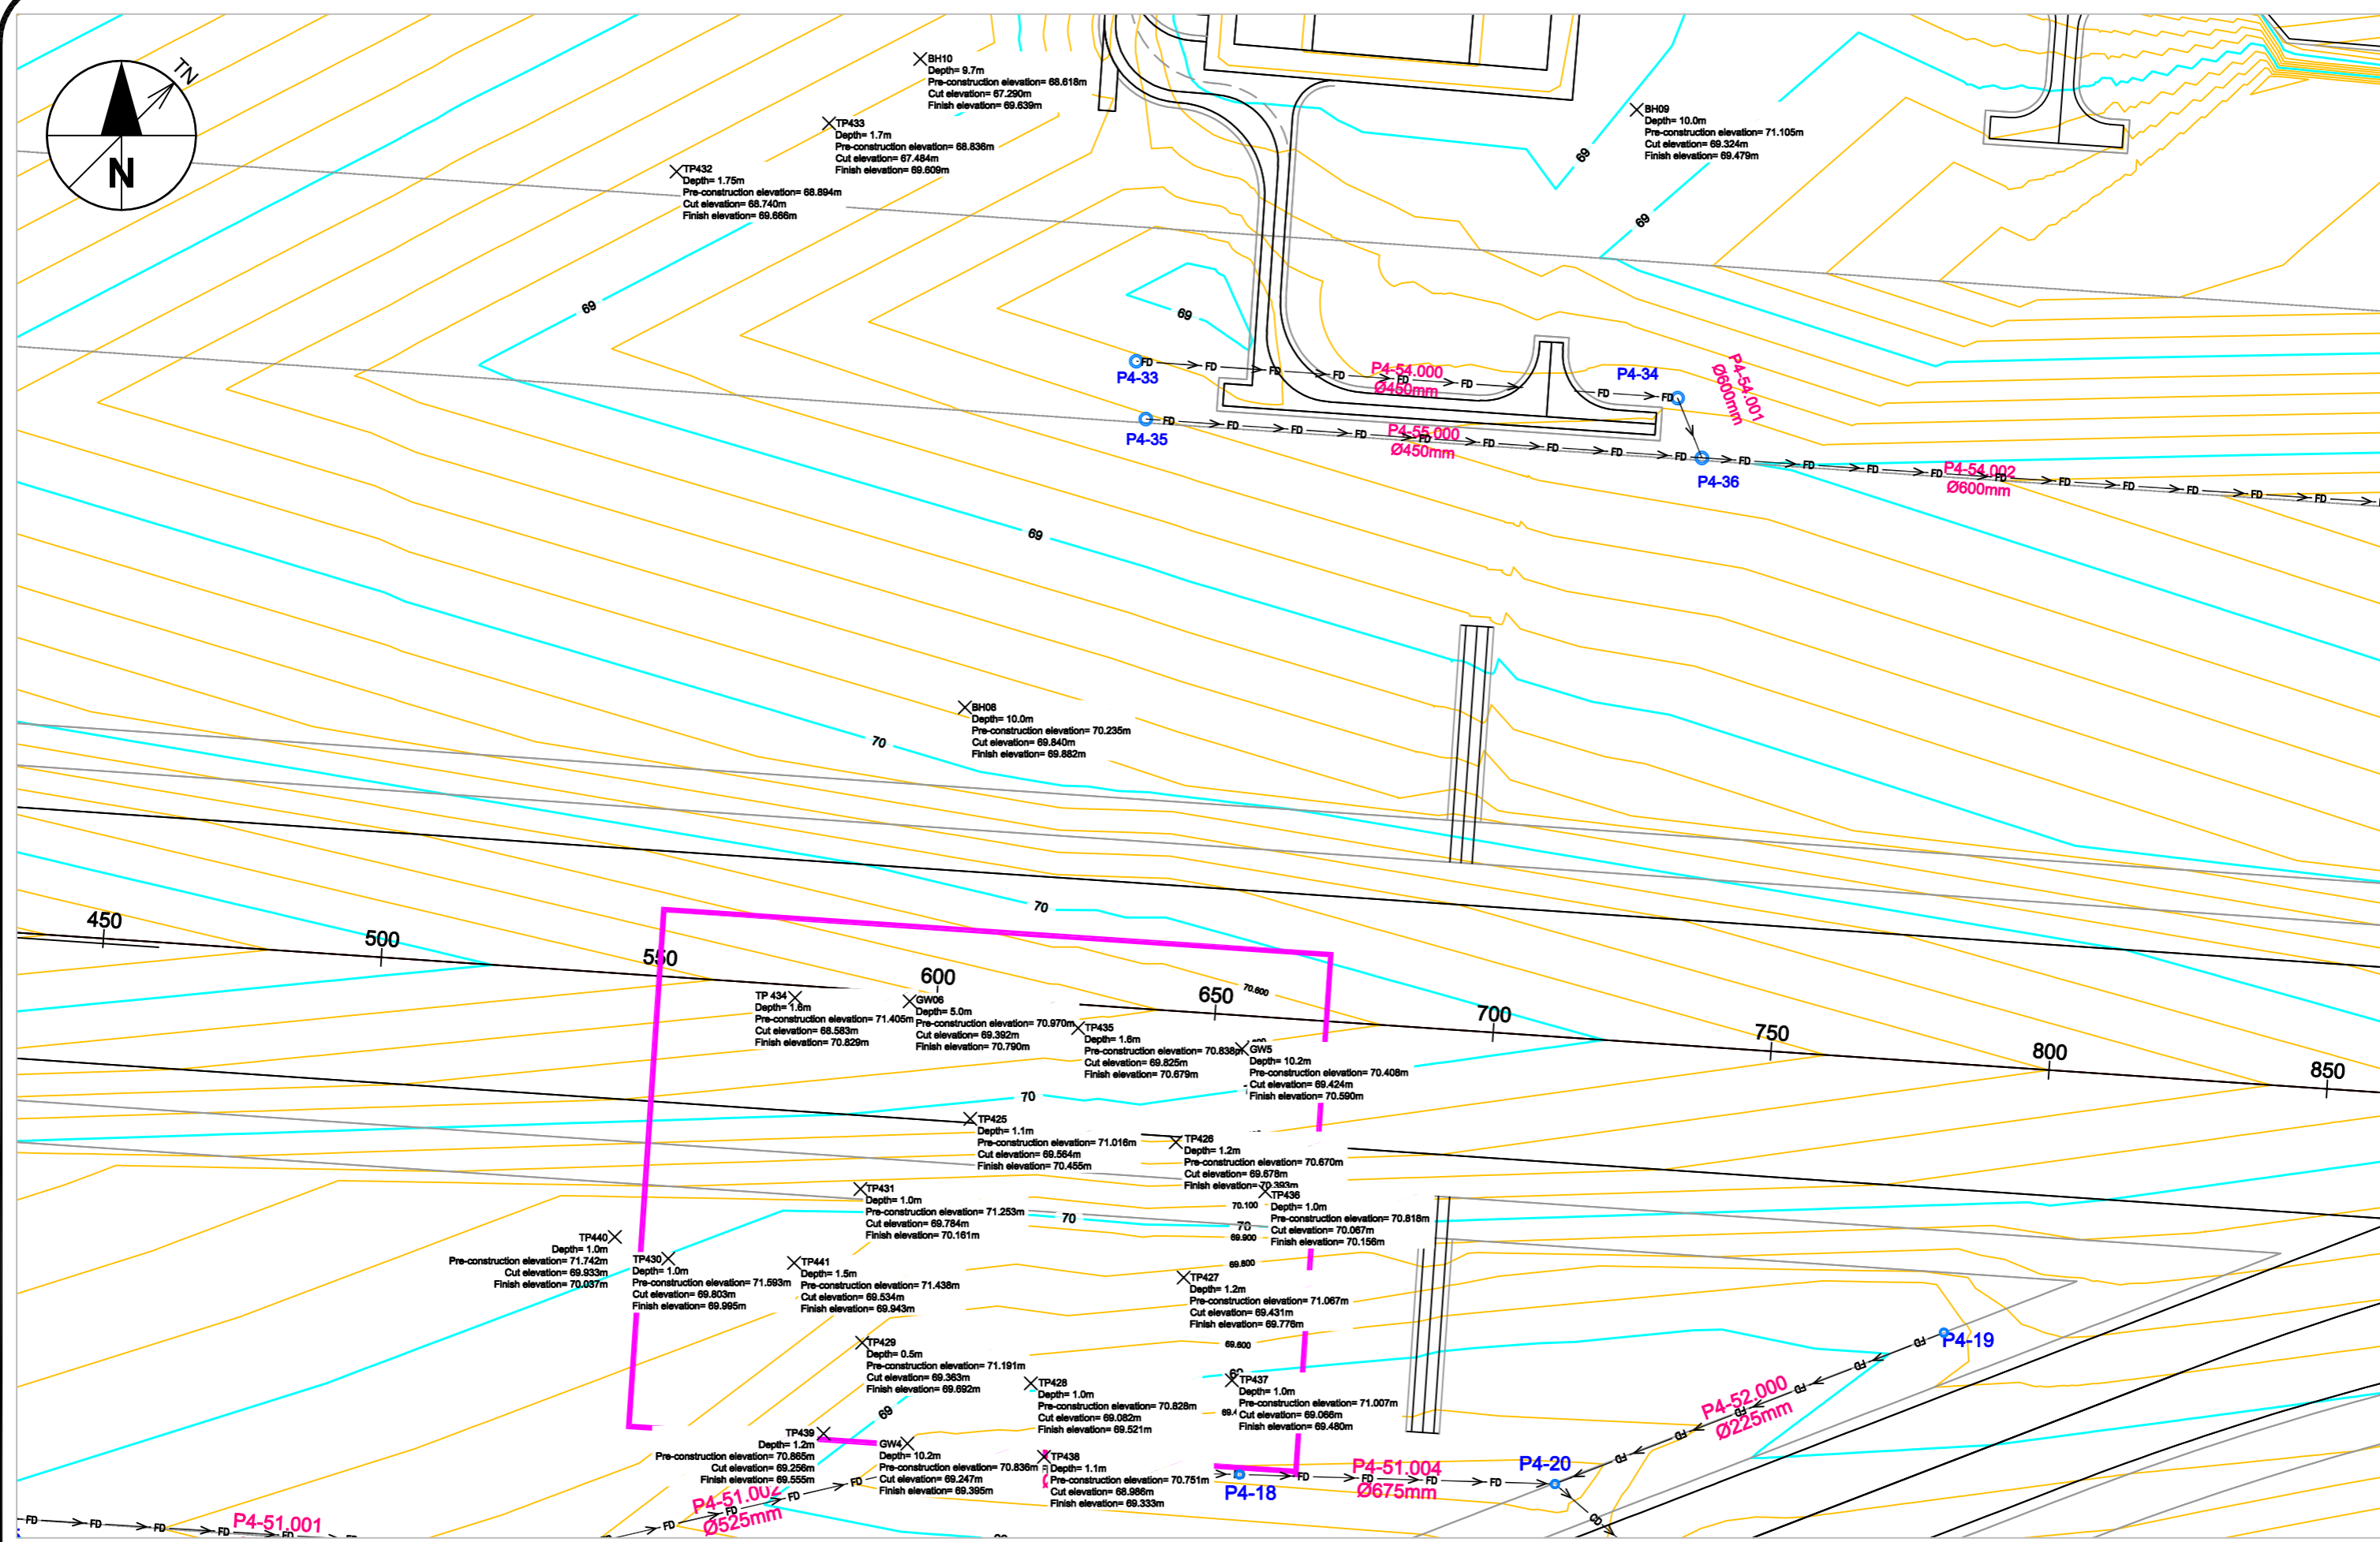 TN
N
BH10
Depth= 9.7m
Pre-construction elevation= 68.618m
Cut elevation= 67.290m
Finish elevation= 69.639m
TP433
Depth= 1.7m
Pre-construction elevation= 68.836m
Cut elevation= 67.484m
Finish elevation= 69.609m
TP432
Depth= 1.75m
Pre-construction elevation= 68.894m
Cut elevation= 68.740m
Finish elevation= 69.666m
BH09
Depth= 10.0m
Pre-construction elevation= 71.105m
Cut elevation= 69.324m
Finish elevation= 69.479m
69
69
69
69
P4-33
P4-54.000
Ø450mm
P4-34
P4-54.001
Ø600mm
P4-35
P4-55.000
Ø450mm
P4-36
P4-54.002
Ø600mm
69
BH08
Depth= 10.0m
Pre-construction elevation= 70.235m
Cut elevation= 69.840m
Finish elevation= 69.882m
70
70
450
500
550
600
650
700
750
800
850
70.600
TP 434
Depth= 1.6m
Pre-construction elevation= 71.405m
Cut elevation= 68.583m
Finish elevation= 70.829m
GW06
Depth= 5.0m
Pre-construction elevation= 70.970m
Cut elevation= 69.392m
Finish elevation= 70.790m
TP435
Depth= 1.6m
Pre-construction elevation= 70.838m
Cut elevation= 69.825m
Finish elevation= 70.679m
GW5
Depth= 10.2m
Pre-construction elevation= 70.408m
Cut elevation= 69.424m
Finish elevation= 70.590m
70
TP425
Depth= 1.1m
Pre-construction elevation= 71.016m
Cut elevation= 69.564m
Finish elevation= 70.455m
TP426
Depth= 1.2m
Pre-construction elevation= 70.670m
Cut elevation= 69.678m
Finish elevation= 70.393m
TP431
Depth= 1.0m
Pre-construction elevation= 71.253m
Cut elevation= 69.784m
Finish elevation= 70.161m
70
70.100
70
69.900
69.800
TP436
Depth= 1.0m
Pre-construction elevation= 70.818m
Cut elevation= 70.067m
Finish elevation= 70.156m
TP440
Depth= 1.0m
Pre-construction elevation= 71.742m
Cut elevation= 69.933m
Finish elevation= 70.037m
TP430
Depth= 1.0m
Pre-construction elevation= 71.593m
Cut elevation= 69.803m
Finish elevation= 69.995m
TP441
Depth= 1.5m
Pre-construction elevation= 71.438m
Cut elevation= 69.534m
Finish elevation= 69.943m
TP427
Depth= 1.2m
Pre-construction elevation= 71.067m
Cut elevation= 69.431m
Finish elevation= 69.776m
69.600
TP429
Depth= 0.5m
Pre-construction elevation= 71.191m
Cut elevation= 69.363m
Finish elevation= 69.692m
69
TP428
Depth= 1.0m
Pre-construction elevation= 70.828m
Cut elevation= 69.082m
Finish elevation= 69.521m
TP437
Depth= 1.0m
Pre-construction elevation= 71.007m
Cut elevation= 69.066m
Finish elevation= 69.480m
TP439
Depth= 1.2m
Pre-construction elevation= 70.865m
Cut elevation= 69.256m
Finish elevation= 69.555m
GW4
Depth= 10.2m
Pre-construction elevation= 70.836m
Cut elevation= 69.247m
Finish elevation= 69.395m
TP438
Depth= 1.1m
Pre-construction elevation= 70.751m
Cut elevation= 68.986m
Finish elevation= 69.333m
P4-19
P4-52.000
Ø225mm
P4-20
P4-51.004
Ø675mm
P4-18
P4-51.002
Ø525mm
P4-51.001